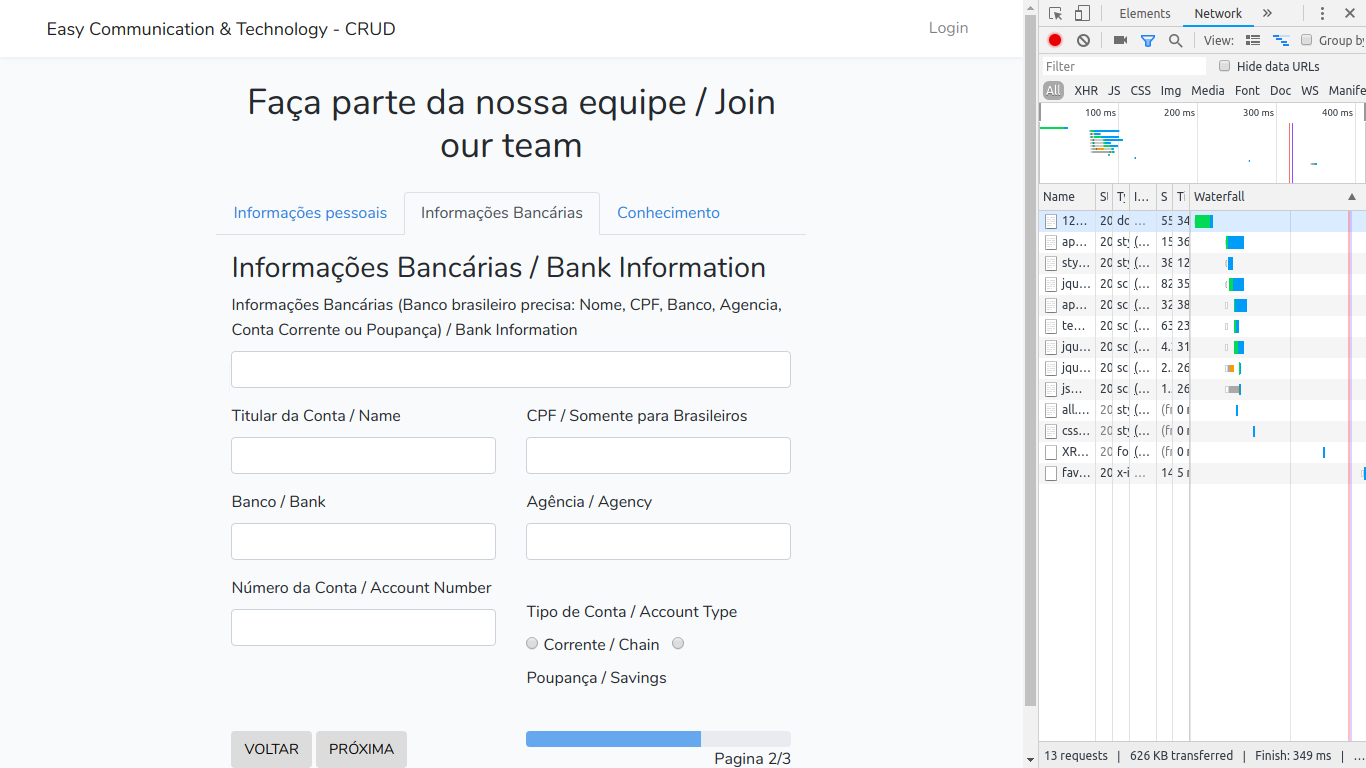 Easy Communication & Technology - CRUD
Login
Faça parte da nossa equipe / Join
our team
Informações pessoais
Informações Bancárias
Conhecimento
Informações Bancárias / Bank Information
Informações Bancárias (Banco brasileiro precisa: Nome, CPF, Banco, Agencia,
Conta Corrente ou Poupança) / Bank Information
Titular da Conta / Name
CPF / Somente para Brasileiros
Banco / Bank
Agência / Agency
Número da Conta / Account Number
Tipo de Conta / Account Type
Corrente / Chain
Poupança / Savings
VOLTAR
PRÓXIMA
Pagina 2/3
Elements
Network
View:
Group by
Filter
Hide data URLs
All XHR JS CSS Img Media Font Doc WS Manife
100 ms 200 ms 300 ms 400 ms
Name
Waterfall
12... 20 do ... 55 34
ap... 20 sty (... 15 36
sty... 20 sty (... 38 12
jqu... 20 sc (... 82 35
ap... 20 sc (... 32 38
te... 20 sc (... 63 23
jqu... 20 sc (... 4. 31
jqu... 20 sc (... 2.. 26
js... 20 sc (... 1.. 26
all.... 20 sty (... (fr 0
css... 20 sty (... (fr 0
XR... 20 fo (... (fr 0
fav... 20 x-i ... 14 5
13 requests | 626 KB transferred | Finish: 349 ms | ...